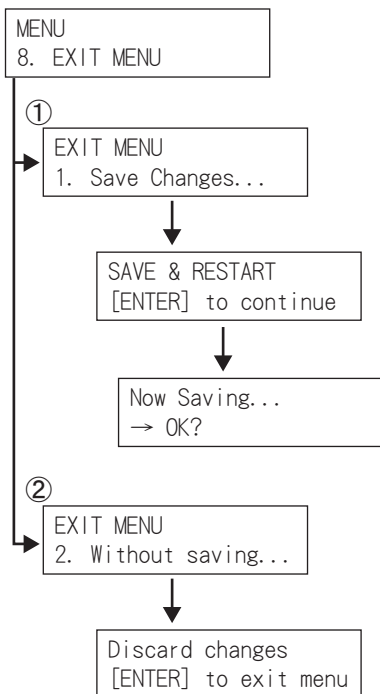 MENU
8. EXIT MENU
①
EXIT MENU
1. Save Changes...
SAVE & RESTART
[ENTER] to continue
Now Saving...
→ OK?
②
EXIT MENU
2. Without saving...
Discard changes
[ENTER] to exit menu